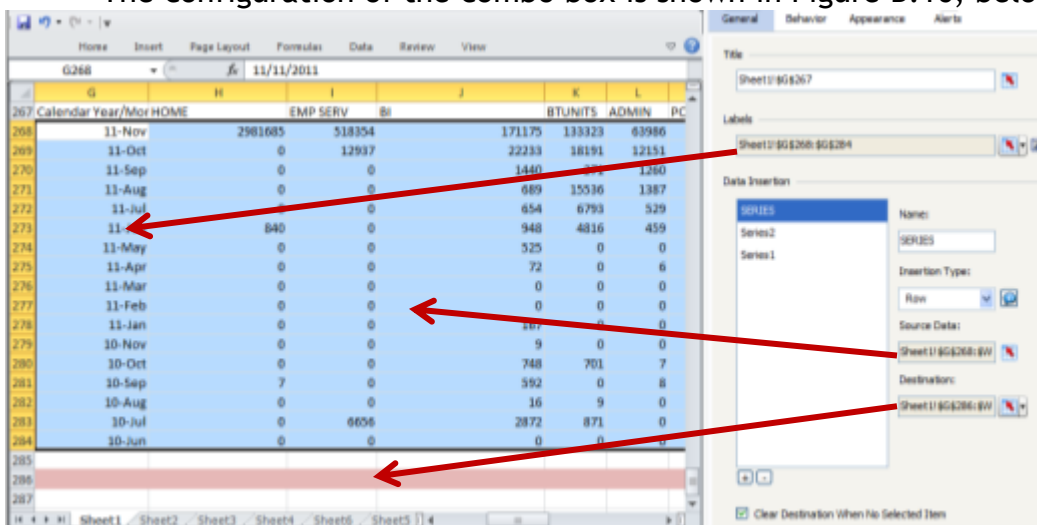 The configuration of the combo box is shown in Figure
Home Insert Page Layout Formulas Data Review View
G268 fx 11/11/2011
G H I J K L
267 Calendar Year/Mor HOME EMP SERV BI BTUNITS ADMIN PC
268 11-Nov 2981685 518354 171175 133323 63986
269 11-Oct 0 12937 22233 18191 12151
270 11-Sep 0 0 1440 1260
271 11-Aug 0 0 689 15536 1387
272 11-Jul 0 654 6793 529
273 840 0 948 4816 459
274 11-May 0 0 525 0 0
275 11-Apr 0 0 72 0 6
276 11-Mar 0 0 0 0 0
277 11-Feb 0 0 0 0 0
278 11-Jan 0 0 167 0 0
279 10-Nov 0 0 9 0 0
280 10-Oct 0 0 748 701 7
281 10-Sep 7 0 592 0 8
282 10-Aug 0 0 16 9 0
283 10-Jul 0 6656 2872 871 0
284 10-Jun 0 0 0 0 0
285
286
287
Sheet1 Sheet2 Sheet3 Sheet4 Sheet6 Sheet5
General Behavior Appearance Alerts
Title
Sheet1!$G$267
Labels
Sheet1!$G$268:$G$284
Data Insertion
SERIES
Series2
Series1
Name:
SERIES
Insertion Type:
Row
Source Data:
Sheet1!$G$268:$W
Destination:
Sheet1!$G$286:$W
+ -
Clear Destination When No Selected Item